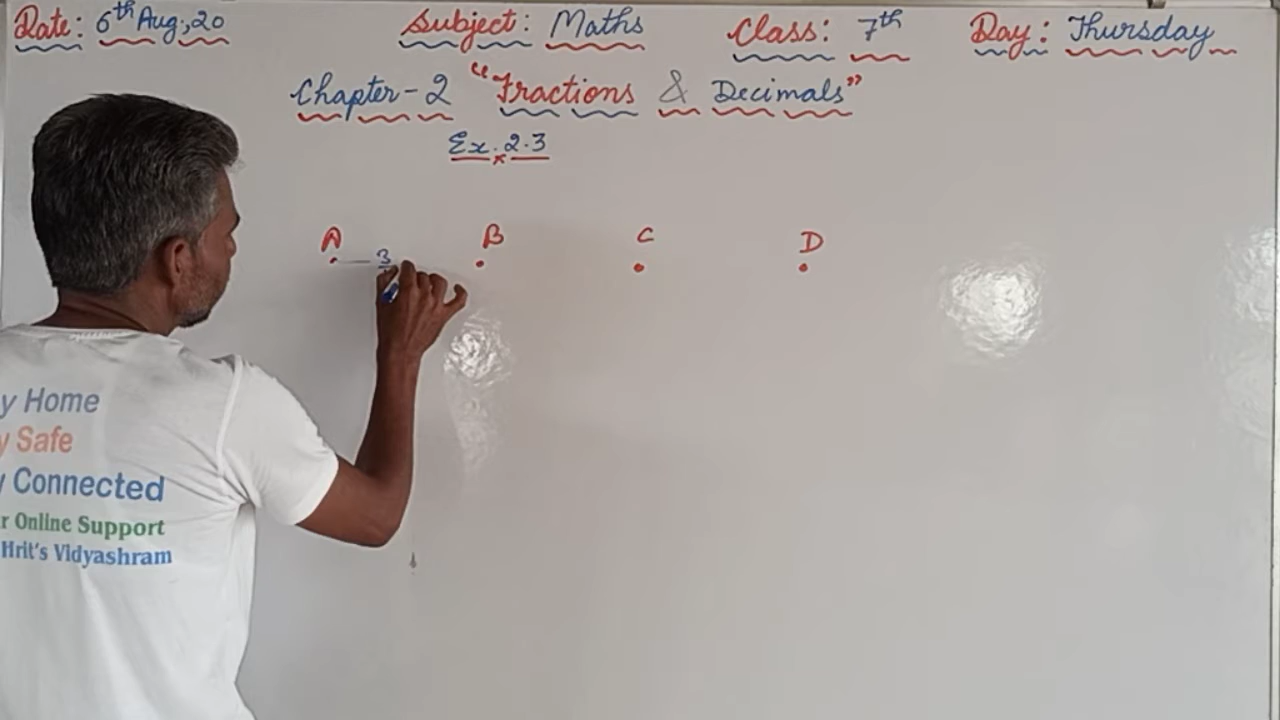 Date: 6th Aug, 20 Subject: Maths Class: 7th Day: Thursday
Chapter-2 "Fractions & Decimals"
Ex. 2.3
A B C D
3
y Home
y Safe
y Connected
r Online Support
Hrit's Vidyashram